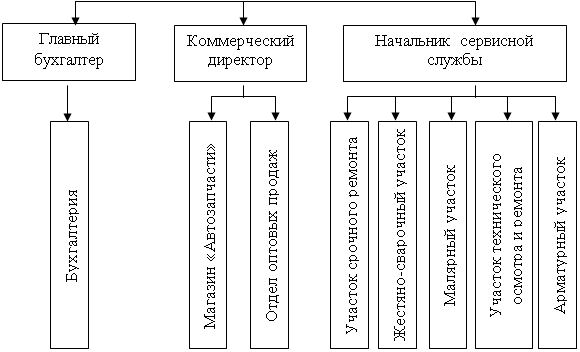 Главный
бухгалтер
Коммерческий
директор
Начальник сервисной
службы
Бухгалтерия
Магазин «Автозапчасти»
Отдел оптовых продаж
Участок срочного ремонта
Жестяно-сварочный участок
Малярный участок
Участок технического
осмотра и ремонта
Арматурный участок